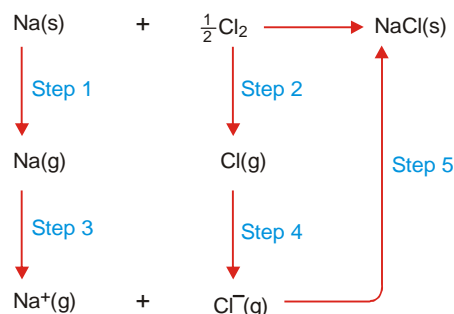 Na(s) + ½Cl₂ NaCl(s)
Step 1 Step 2
Na(g) Cl(g) Step 5
Step 3 Step 4
Na⁺(g) + Cl⁻(g)